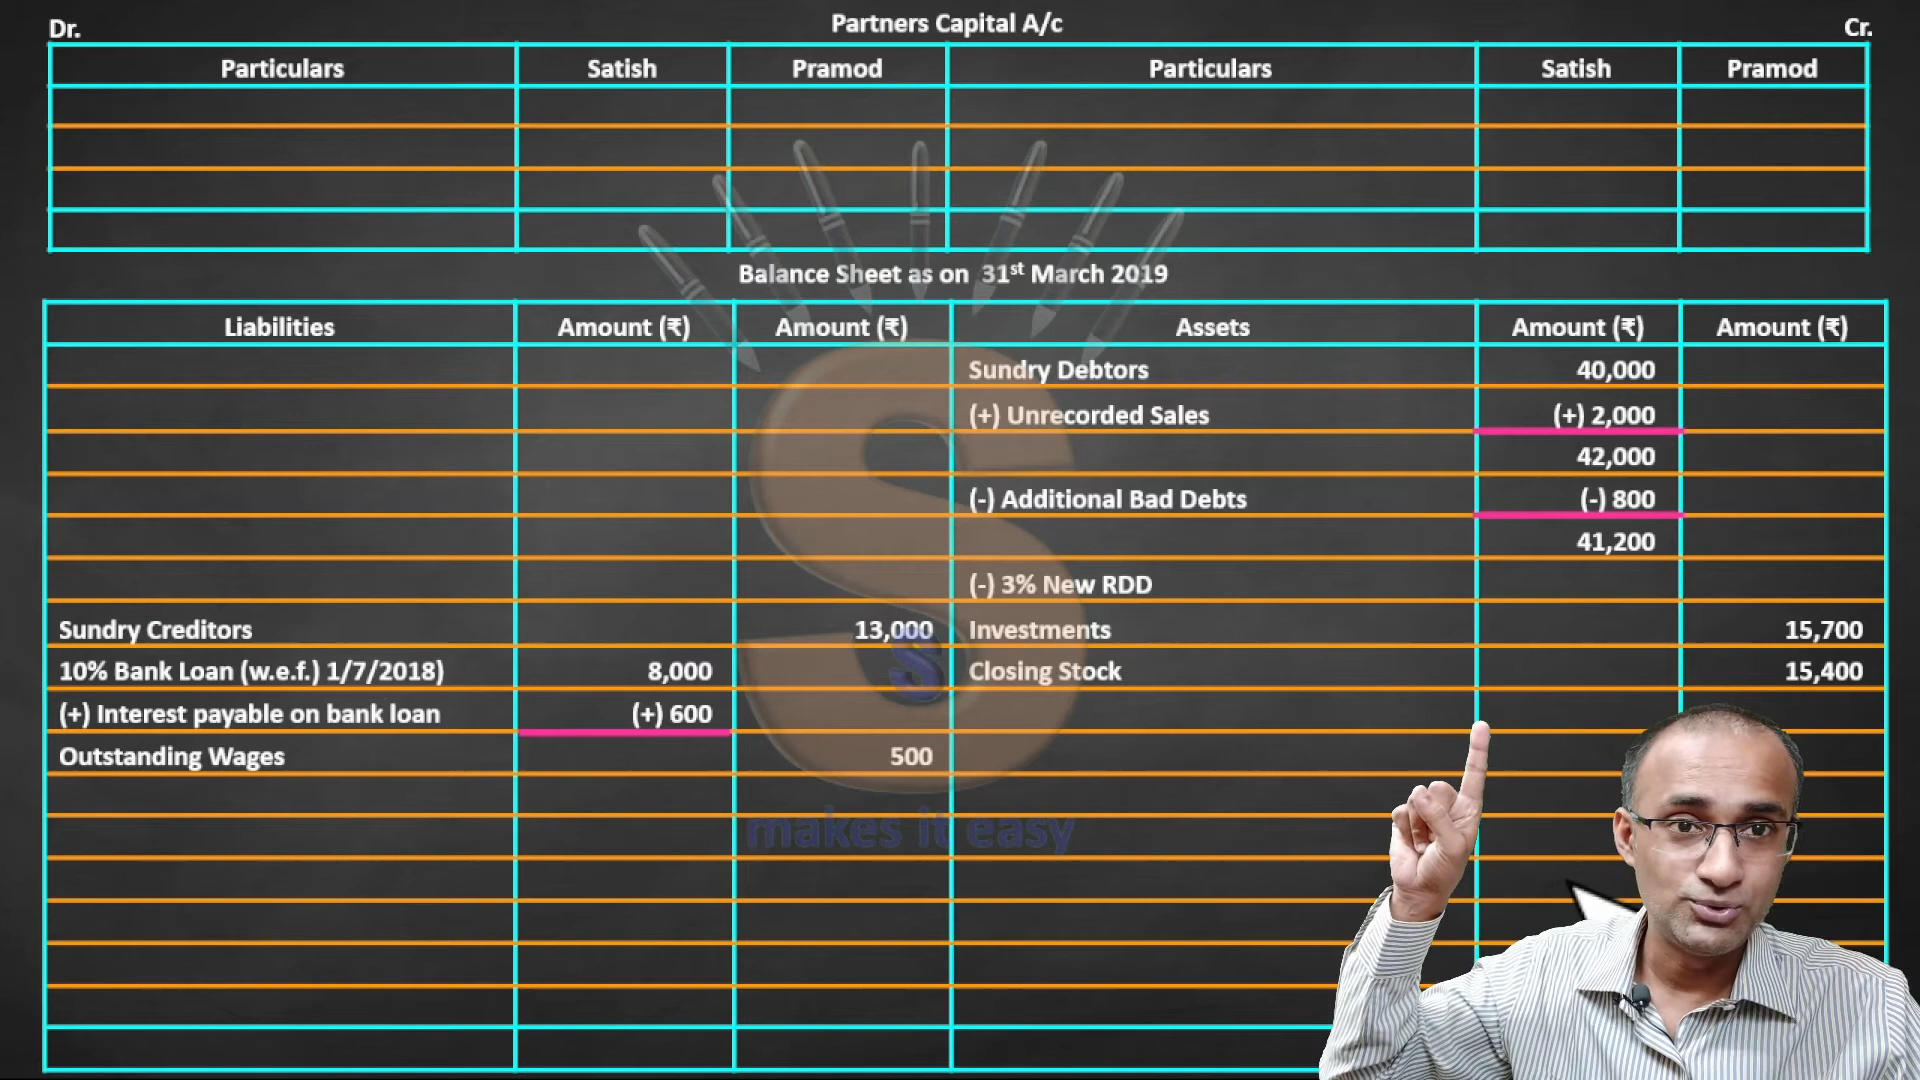 Dr. Partners Capital A/c Cr.
Particulars Satish Pramod Particulars Satish Pramod
Balance Sheet as on 31st March 2019
Liabilities Amount (₹) Amount (₹) Assets Amount (₹) Amount (₹)
Sundry Debtors 40,000
(+) Unrecorded Sales (+) 2,000
42,000
(-) Additional Bad Debts (-) 800
41,200
(-) 3% New RDD
Sundry Creditors 13,000 Investments 15,700
10% Bank Loan (w.e.f.) 1/7/2018) 8,000 Closing Stock 15,400
(+) Interest payable on bank loan (+) 600
Outstanding Wages 500
S
S
makes it easy